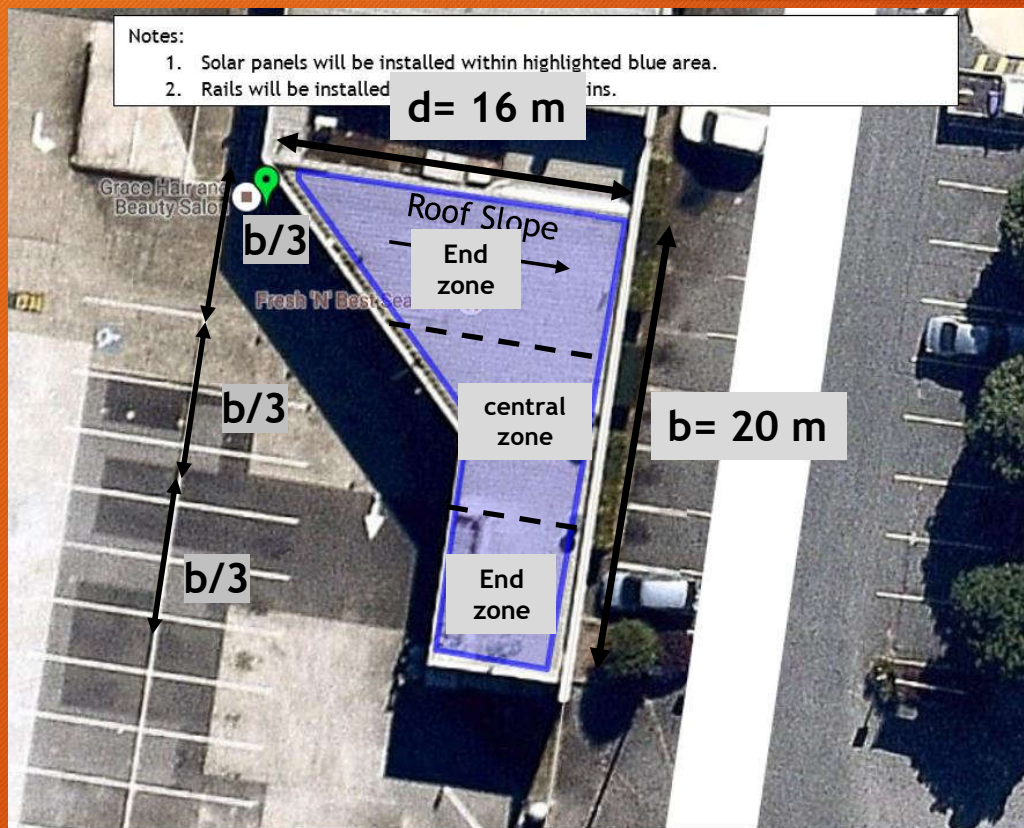 Notes:
1. Solar panels will be installed within highlighted blue area.
2. Rails will be installed ins.
d= 16 m
Grace Hair and
Beauty Salon
b/3
Roof Slope
End
zone
Fresh 'N' Best Sea
b/3
central
zone
b= 20 m
b/3
End
zone